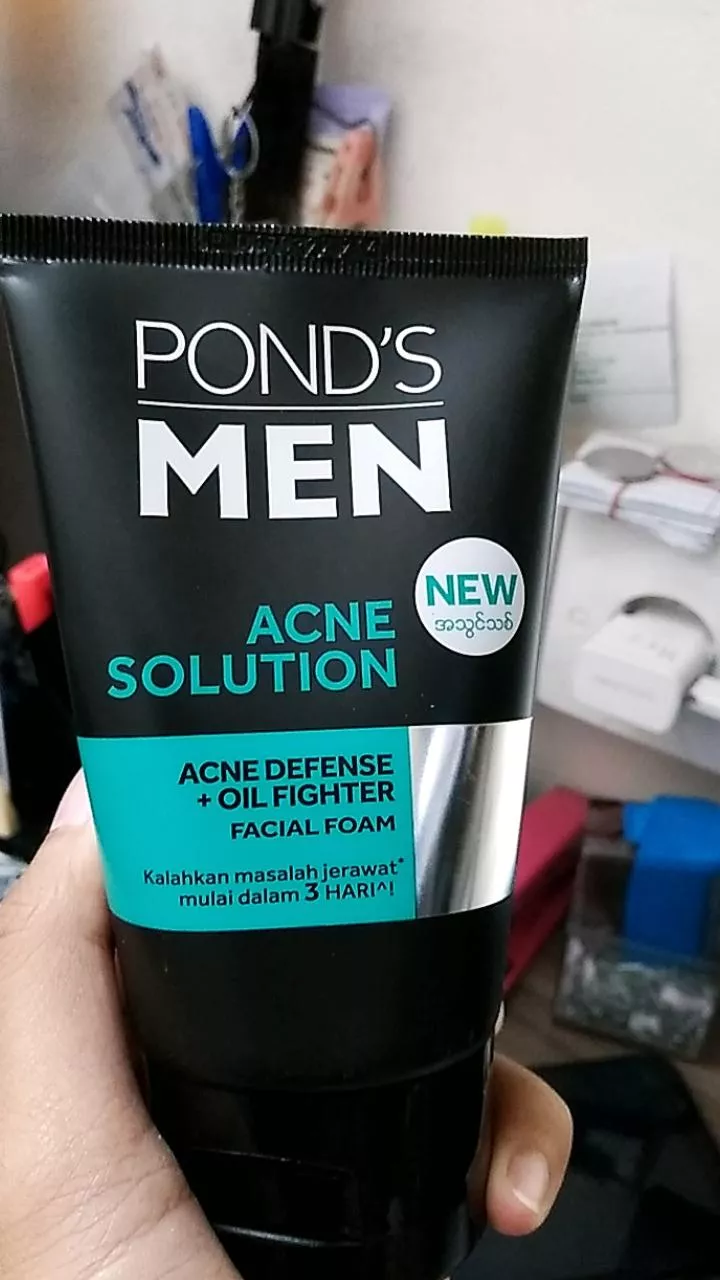 POND'S
MEN
NEW
အသွင်သစ်
ACNE
SOLUTION
ACNE DEFENSE
+ OIL FIGHTER
FACIAL FOAM
Kalahkan masalah jerawat*
mulai dalam 3 HARI^!